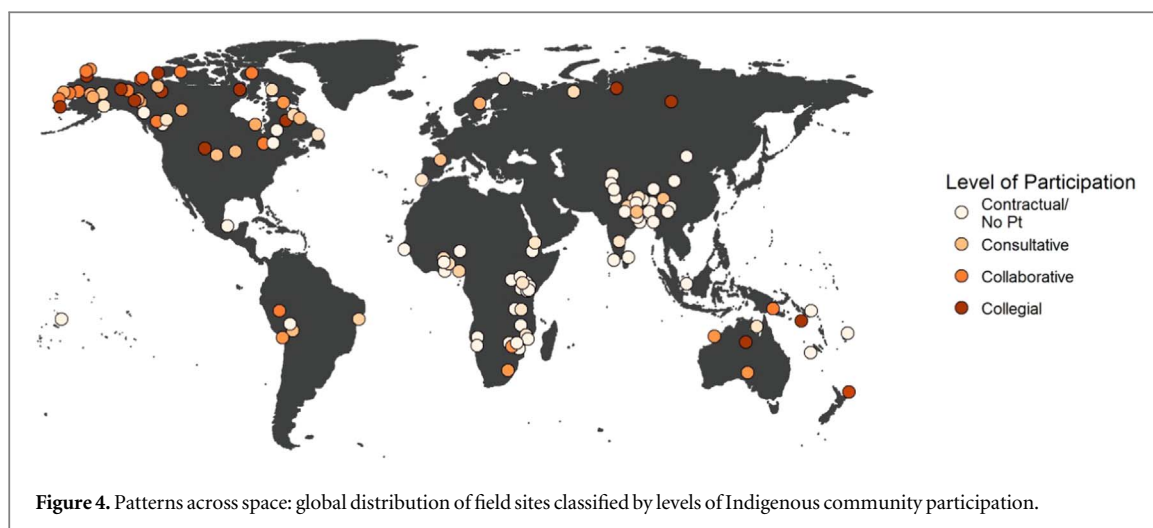 Level of Participation
Contractual/
No Pt
Consultative
Collaborative
Collegial
Figure 4. Patterns across space: global distribution of field sites classified by levels of Indigenous community participation.